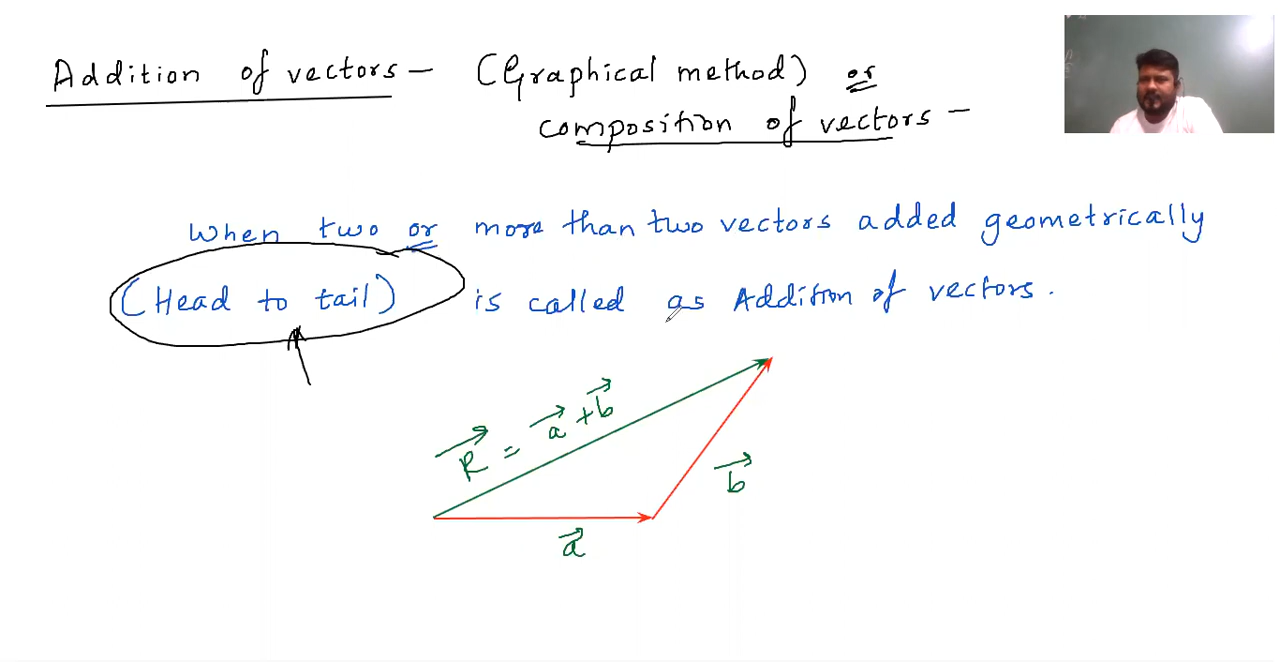 Addition of vectors – (Graphical method) or
composition of vectors –
When two or more than two vectors added geometrically
(Head to tail) is called as Addition of vectors.
R⃗ = a⃗ + b⃗
b⃗
a⃗